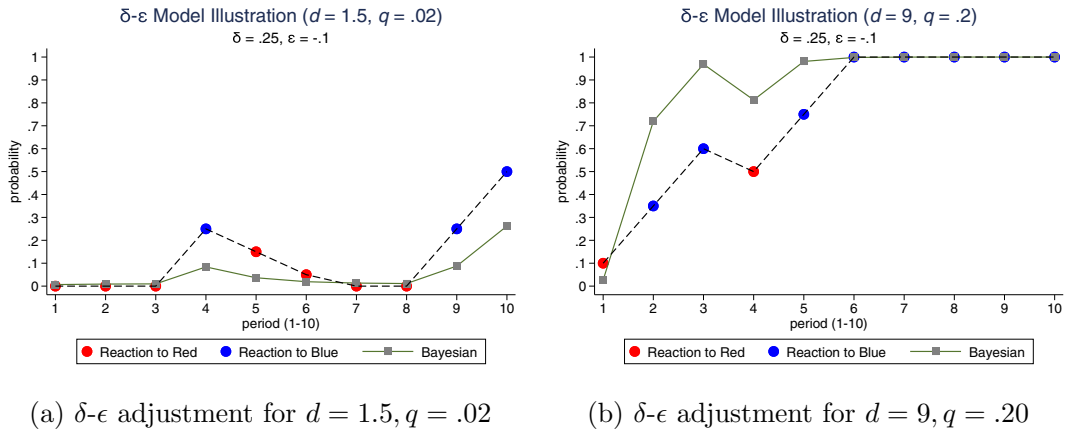 δ-ε Model Illustration (d = 1.5, q = .02)
δ = .25, ε = -.1
probability
1
.9
.8
.7
.6
.5
.4
.3
.2
.1
0
1 2 3 4 5 6 7 8 9 10
period (1-10)
Reaction to Red Reaction to Blue Bayesian
(a) δ-ϵ adjustment for d = 1.5, q = .02
δ-ε Model Illustration (d = 9, q = .2)
δ = .25, ε = -.1
probability
1
.9
.8
.7
.6
.5
.4
.3
.2
.1
0
1 2 3 4 5 6 7 8 9 10
period (1-10)
Reaction to Red Reaction to Blue Bayesian
(b) δ-ϵ adjustment for d = 9, q = .20